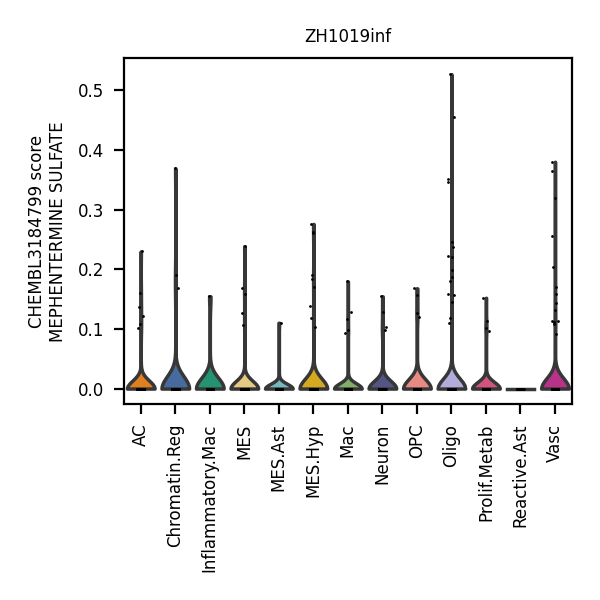 ZH1019inf
CHEMBL3184799 score
MEPHENTERMINE SULFATE
0.5
0.4
0.3
0.2
0.1
0.0
AC
Chromatin.Reg
Inflammatory.Mac
MES
MES.Ast
MES.Hyp
Mac
Neuron
OPC
Oligo
Prolif.Metab
Reactive.Ast
Vasc